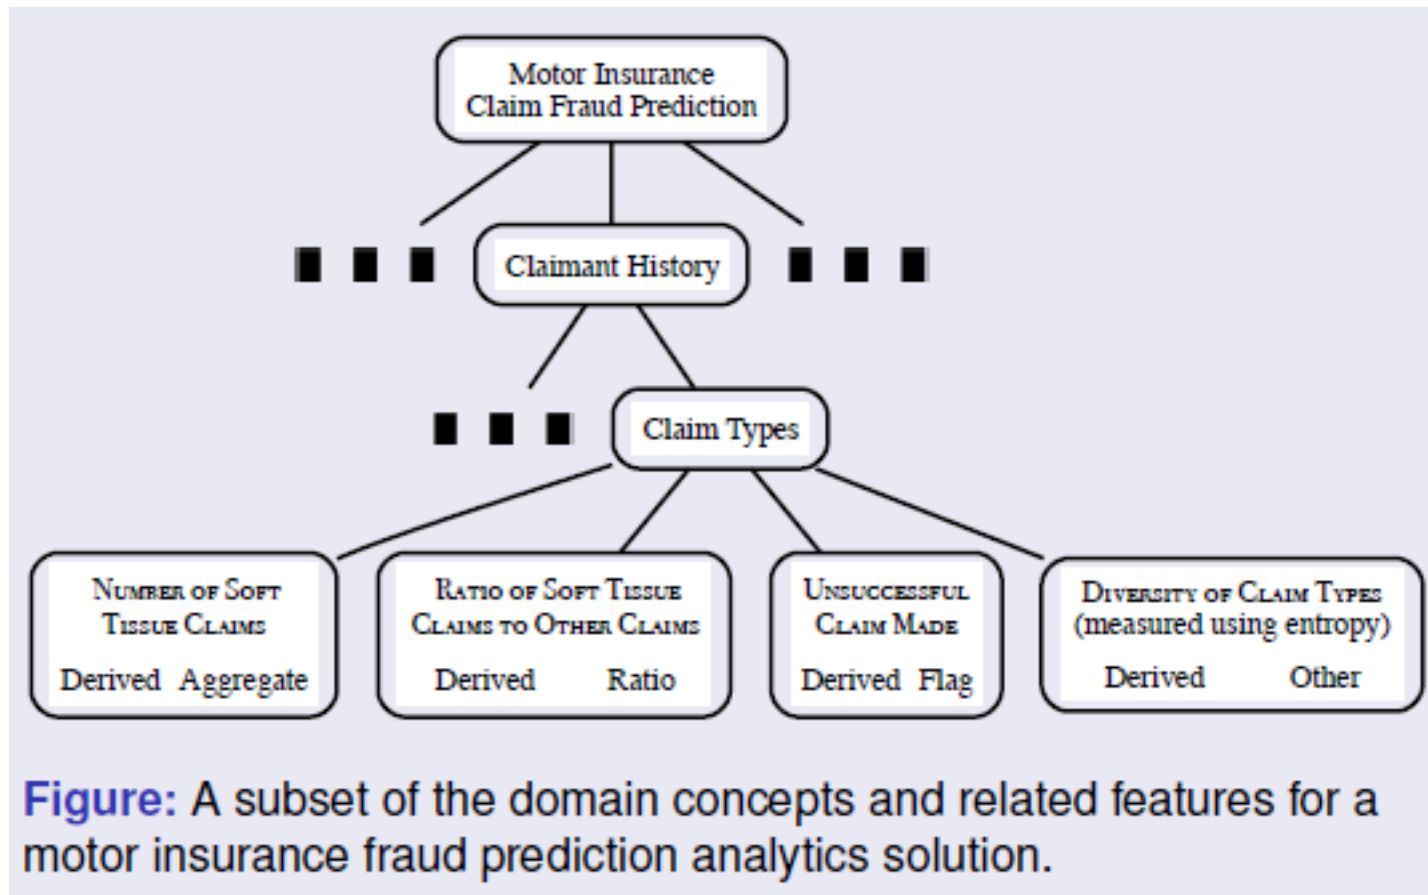 Motor Insurance
Claim Fraud Prediction
Claimant History
Claim Types
NUMBER OF SOFT
TISSUE CLAIMS
Derived Aggregate
RATIO OF SOFT TISSUE
CLAIMS TO OTHER CLAIMS
Derived Ratio
UNSUCCESSFUL
CLAIM MADE
Derived Flag
DIVERSITY OF CLAIM TYPES
(measured using entropy)
Derived Other
Figure: A subset of the domain concepts and related features for a
motor insurance fraud prediction analytics solution.